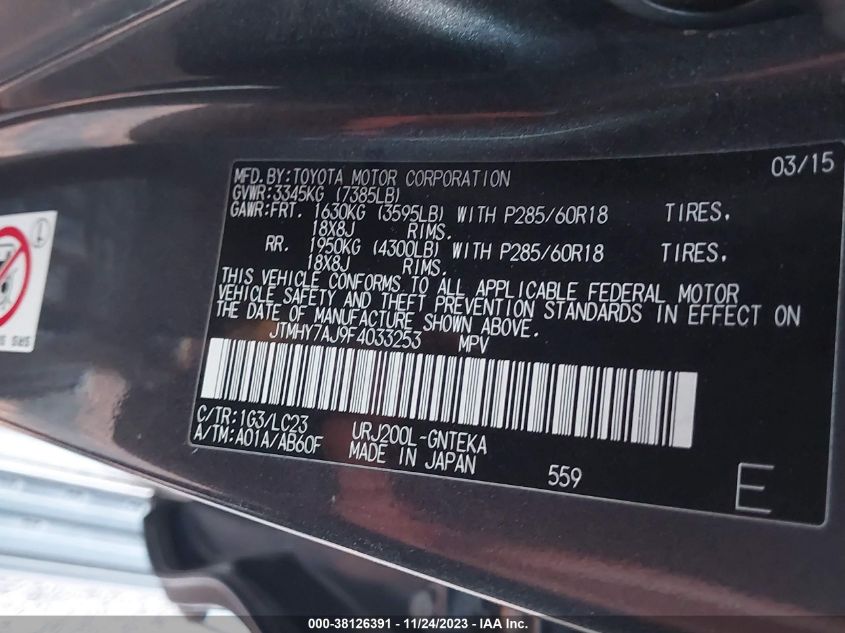 03/15
MFD.BY:TOYOTA MOTOR CORPORATION
GVWR:3345KG (7385LB)
GAWR:FRT. 1630KG (3595LB) WITH P285/60R18 TIRES.
18X8J RIMS.
RR. 1950KG (4300LB) WITH P285/60R18 TIRES.
18X8J RIMS.
THIS VEHICLE CONFORMS TO ALL APPLICABLE FEDERAL MOTOR
VEHICLE SAFETY AND THEFT PREVENTION STANDARDS IN EFFECT ON
THE DATE OF MANUFACTURE SHOWN ABOVE.
JTMHY7AJ9F4033253 MPV
C/TR:1G3/LC23
A/TM:A01A/AB60F
URJ200L-GNTEKA
MADE IN JAPAN
559
E
SRS
000-38126391 - 11/24/2023 - IAA Inc.